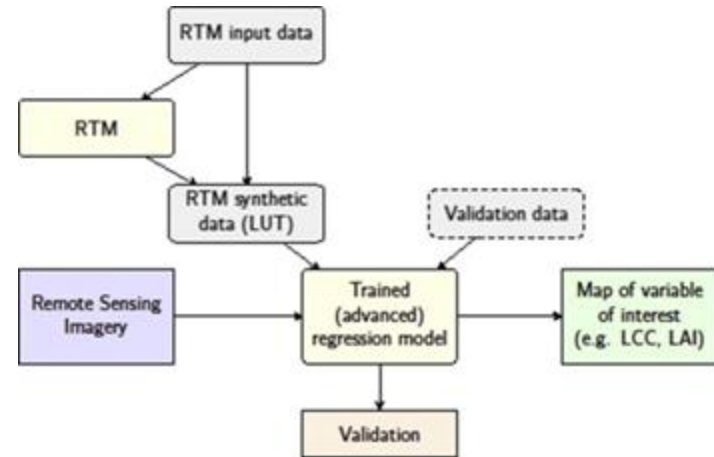 RTM input data
RTM
RTM synthetic
data (LUT)
Validation data
Remote Sensing
Imagery
Trained
(advanced)
regression model
Map of variable
of interest
(e.g. LCC, LAI)
Validation